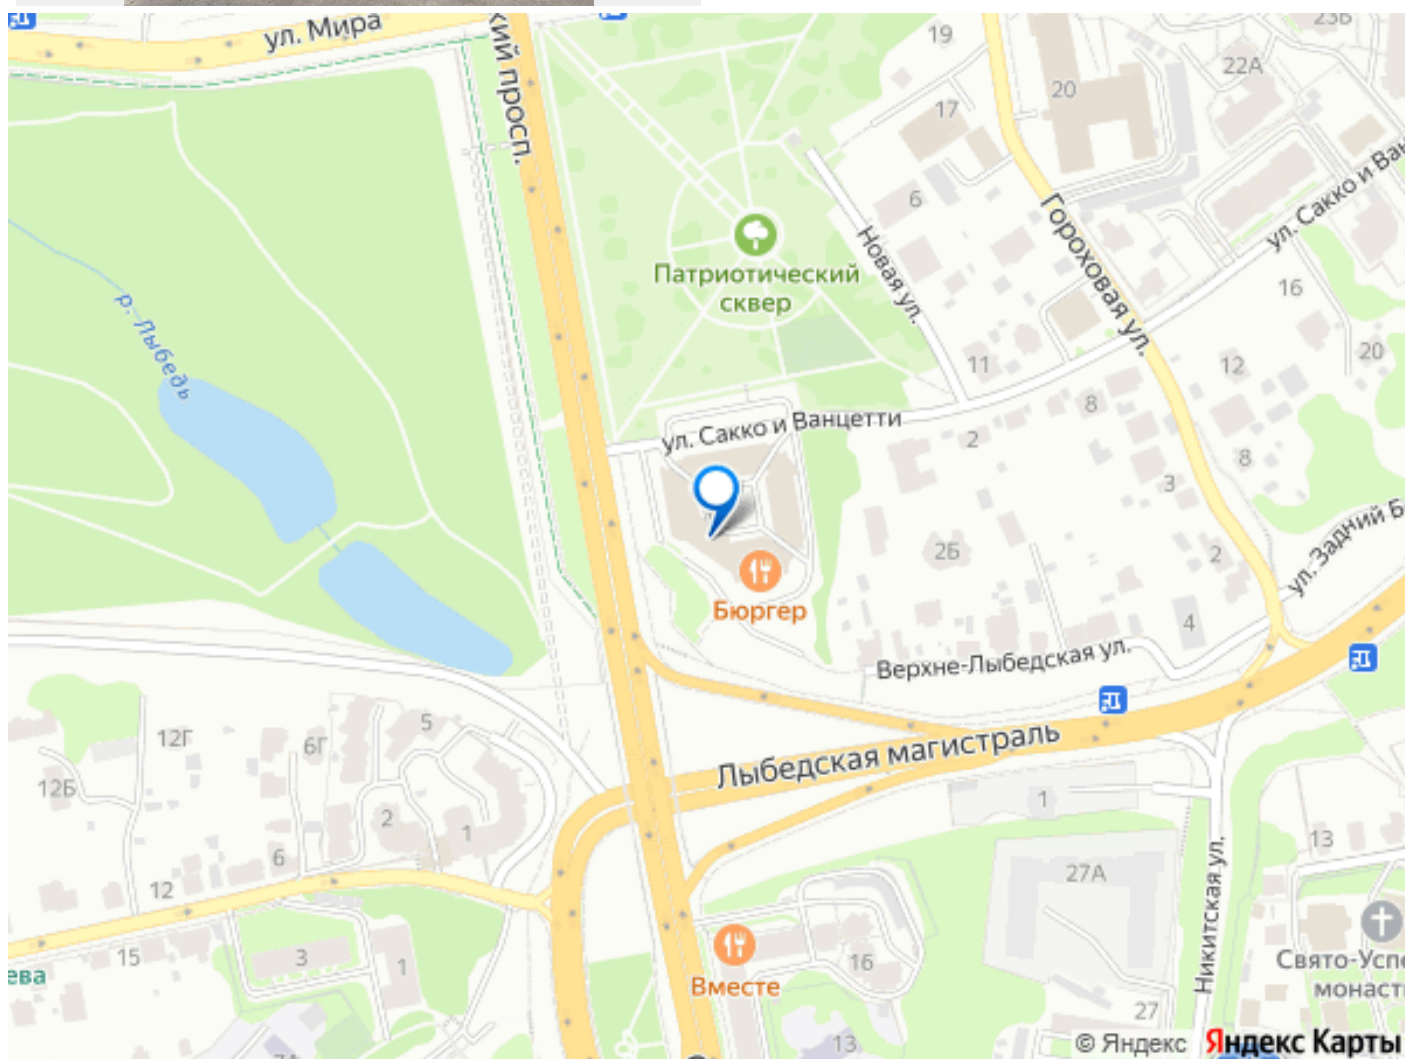 ул. Мира
кий просп.
19
23Б
22А
20
17
6
ул. Сакко и Ван
Гороховая ул.
Новая ул.
Патриотический
сквер
р. Лыбедь
16
20
11
12
8
ул. Сакко и Ванцетти
2
8
3
2Б
2
ул. Задний Б
Бюргер
4
Верхне-Лыбедская ул.
Лыбедская магистраль
12Г
6Г
5
12Б
2
1
6
12
1
13
27А
Никитская ул.
15
3
1
ева
Вместе
16
Свято-Успе
монаст
27
13
© Яндекс
Яндекс Карты